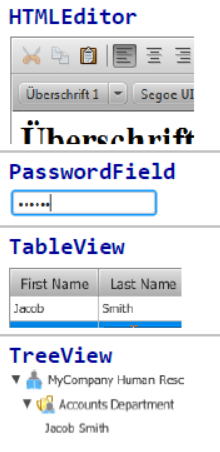 HTMLEditor
Überschrift 1
Segoe UI
Überschrift
PasswordField
••••••
TableView
First Name Last Name
Jacob Smith
TreeView
MyCompany Human Resc
Accounts Department
Jacob Smith